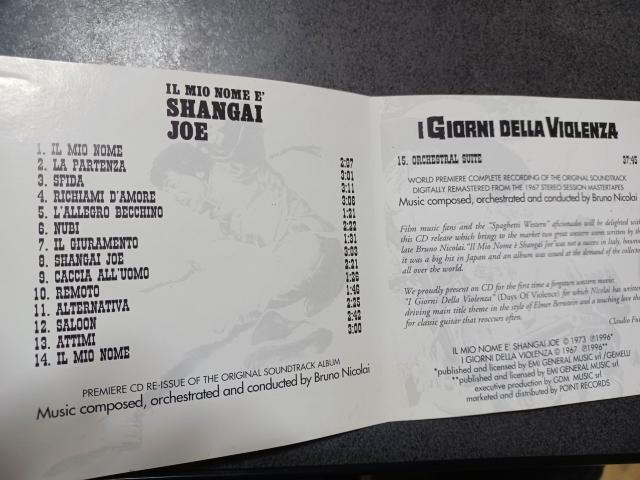 IL MIO NOME E'
SHANGAI
JOE
1. IL MIO NOME 2:37
2. LA PARTENZA 3:01
3. SFIDA 3:11
4. RICHIAMI D'AMORE 3:08
5. L'ALLEGRO BECCHINO 1:21
6. NUBI 2:22
7. IL GIURAMENTO 1:31
8. SHANGAI JOE 3:03
9. CACCIA ALL'UOMO 2:21
10. REMOTO 1:26
11. ALTERNATIVA 1:46
12. SALOON 2:25
13. ATTIMI 2:42
14. IL MIO NOME 3:00
PREMIERE CD RE-ISSUE OF THE ORIGINAL SOUNDTRACK ALBUM
Music composed, orchestrated and conducted by Bruno Nicolai
I GIORNI DELLA VIOLENZA
15. ORCHESTRAL SUITE 37:45
WORLD PREMIERE COMPLETE RECORDING OF THE ORIGINAL SOUNDTRACK
DIGITALLY REMASTERED FROM THE 1967 STEREO SESSION MASTERTAPES
Music composed, orchestrated and conducted by Bruno Nicolai
Film music fans and the "Spaghetti Western" aficionados will be delighted with
this CD release which brings to the market two great western scores written by the
late Bruno Nicolai. "Il Mio Nome è Shangai Joe" was not a success in Italy, however
it was a big hit in Japan and an album was issued at the demand of the collectors
all over the world.
We proudly present on CD for the first time a forgotten western movie:
"I Giorni Della Violenza" (Days Of Violence) for which Nicolai has written
driving main title theme in the style of Elmer Bernstein and a touching love
for classic guitar that reoccurs often.
Claudio
IL MIO NOME E' SHANGAI JOE © 1973 ℗1996*
I GIORNI DELLA VIOLENZA © 1967 ℗1996**
*published and licensed by EMI GENERAL MUSIC srl /GEMELLI
**published and licensed by EMI GENERAL MUSIC srl
executive production by GDM MUSIC srl
marketed and distributed by POINT RECORDS